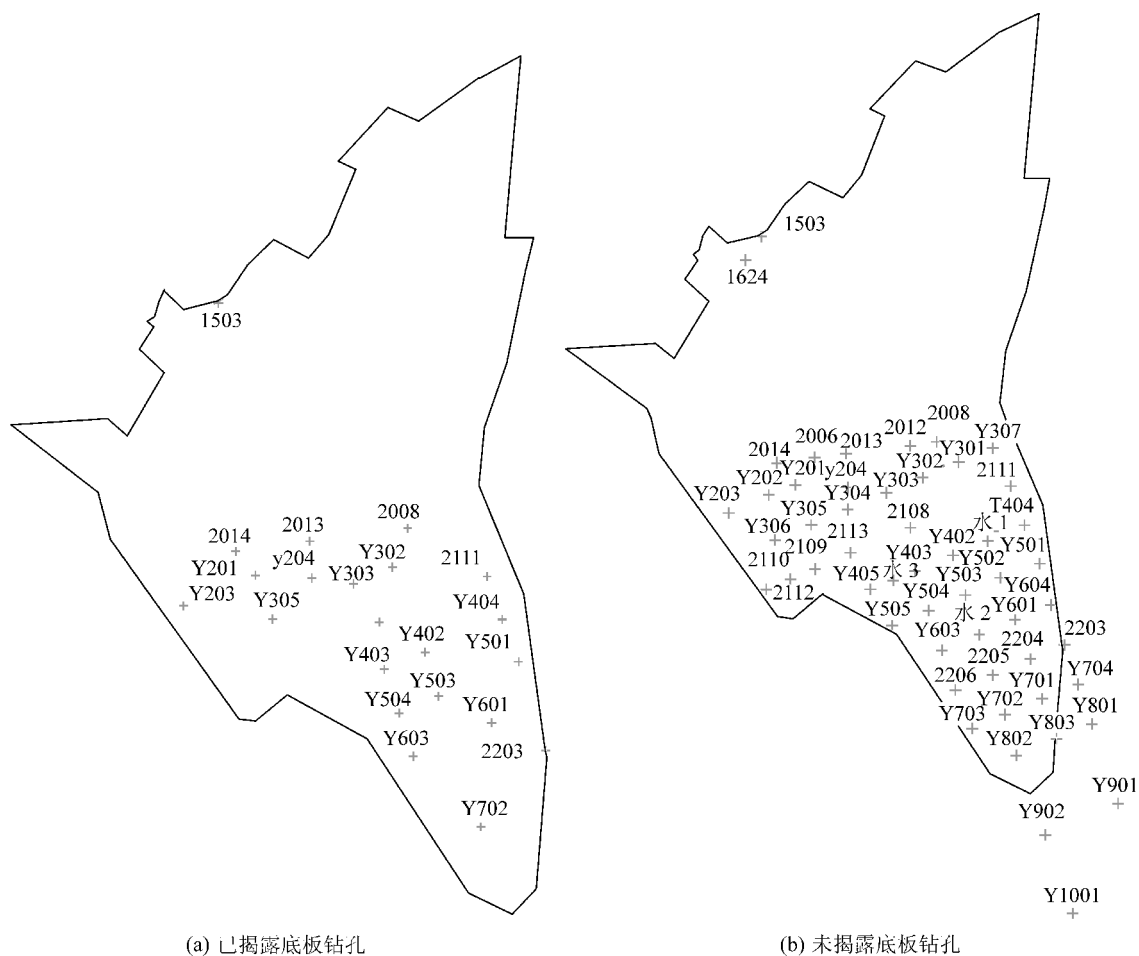 1503
2014
2013
2008
Y201
y204
Y302
Y203
Y303
2111
Y305
Y404
Y402
Y501
Y403
Y503
Y504
Y601
Y603
2203
Y702
(a) 已揭露底板钻孔
1503
1624
2008
2012
Y307
2006
2013
Y301
2014
Y302
2111
Y201
y204
Y202
Y303
Y203
Y304
T404
Y305
2108
水 1
Y306
2113
Y402
2109
Y403
Y502
Y501
2110
水 3
Y503
Y405
Y604
2112
Y504
Y505
水 2
Y601
Y603
2204
2203
2205
2206
Y704
Y701
Y702
Y703
Y803
Y801
Y802
Y901
Y902
Y1001
(b) 未揭露底板钻孔